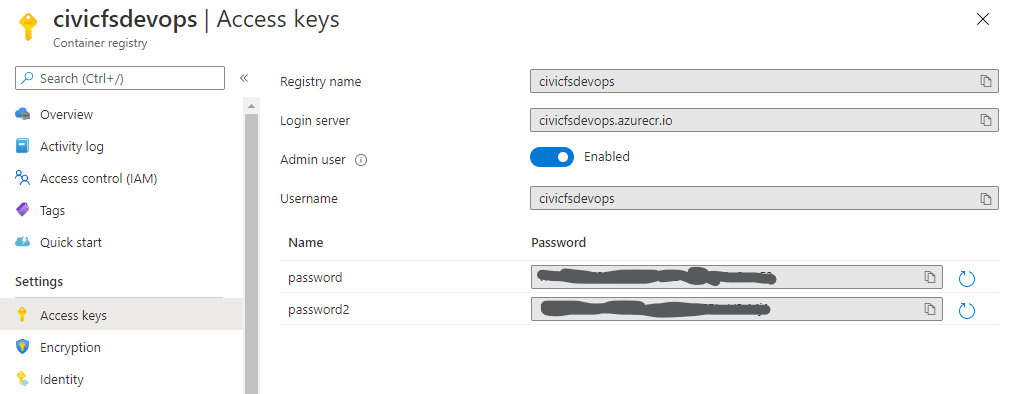 civicfsdevops | Access keys
Container registry
Search (Ctrl+/)
Overview
Activity log
Access control (IAM)
Tags
Quick start
Settings
Access keys
Encryption
Identity
Registry name civicfsdevops
Login server civicfsdevops.azurecr.io
Admin user Enabled
Username civicfsdevops
Name Password
password
password2